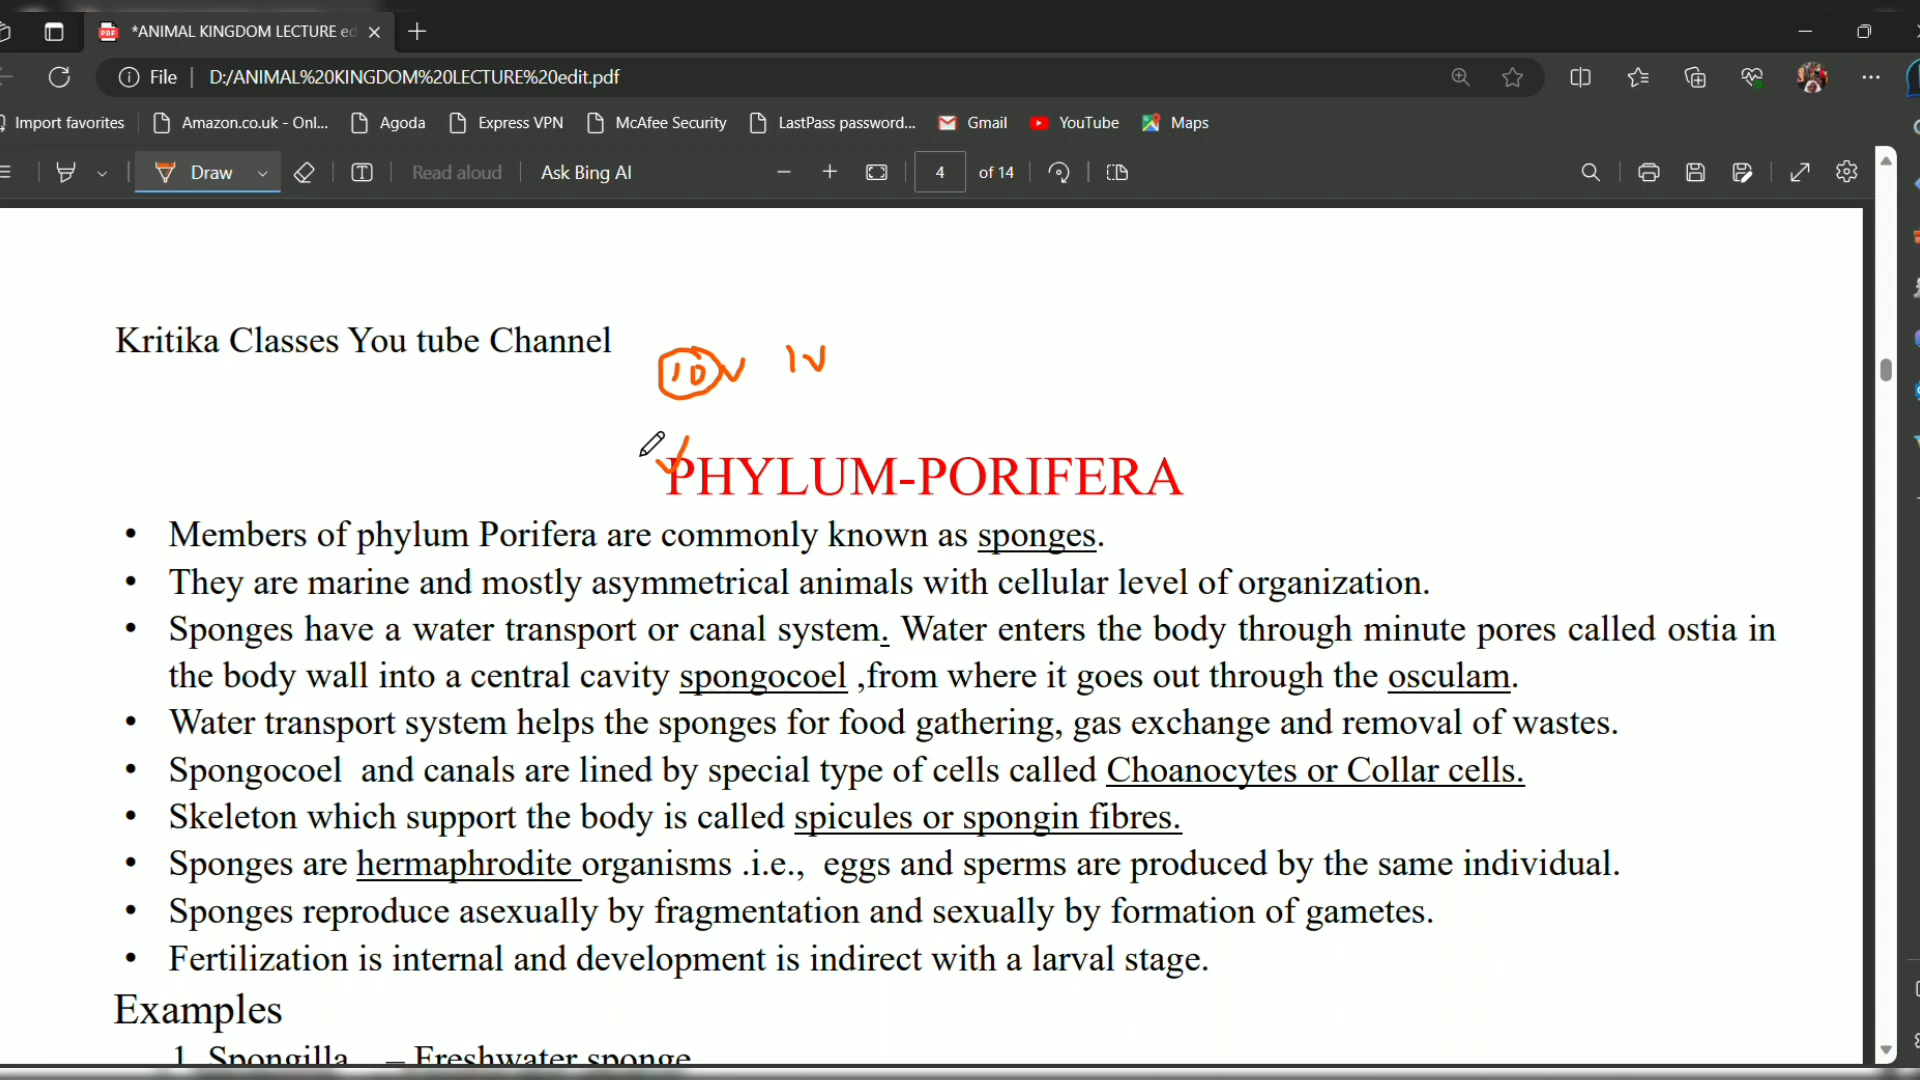 *ANIMAL KINGDOM LECTURE ed
File D:/ANIMAL%20KINGDOM%20LECTURE%20edit.pdf
Import favorites Amazon.co.uk - Onl... Agoda Express VPN McAfee Security LastPass password... Gmail YouTube Maps
Draw Read aloud Ask Bing AI 4 of 14
Kritika Classes You tube Channel
10 IV
PHYLUM-PORIFERA
• Members of phylum Porifera are commonly known as sponges.
• They are marine and mostly asymmetrical animals with cellular level of organization.
• Sponges have a water transport or canal system. Water enters the body through minute pores called ostia in
the body wall into a central cavity spongocoel ,from where it goes out through the osculam.
• Water transport system helps the sponges for food gathering, gas exchange and removal of wastes.
• Spongocoel and canals are lined by special type of cells called Choanocytes or Collar cells.
• Skeleton which support the body is called spicules or spongin fibres.
• Sponges are hermaphrodite organisms .i.e., eggs and sperms are produced by the same individual.
• Sponges reproduce asexually by fragmentation and sexually by formation of gametes.
• Fertilization is internal and development is indirect with a larval stage.
Examples
1. Spongilla – Freshwater sponge